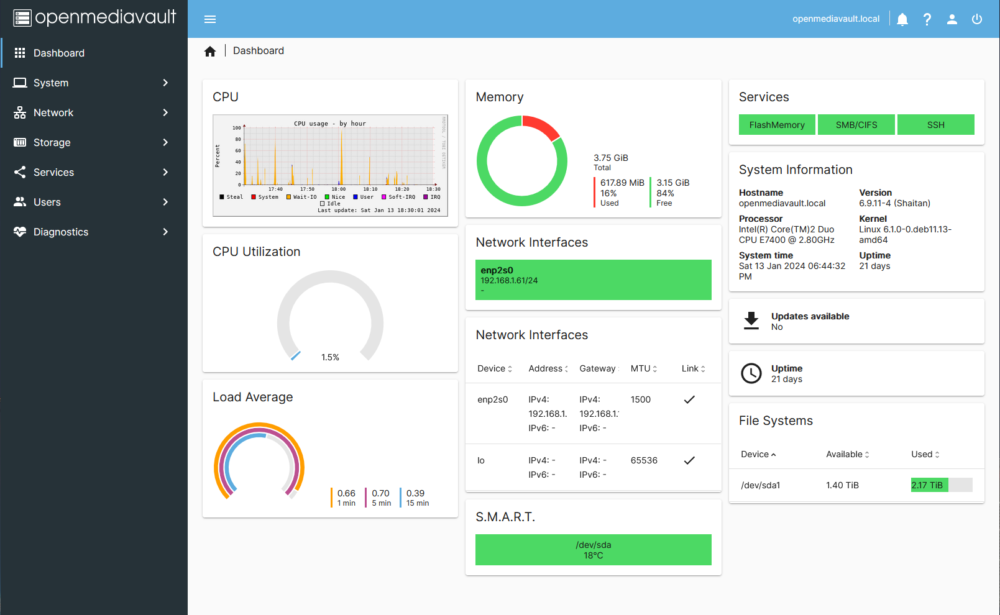 openmediavault
openmediavault.local
Dashboard
System
Network
Storage
Services
Users
Diagnostics
Dashboard
CPU
CPU usage - by hour
RRDTOOL / TOBI OETIKER
Percent
100
80
60
40
20
0
17:40 17:50 18:00 18:10 18:20 18:30
Steal System Wait-IO Nice User Soft-IRQ IRQ
Idle
Last update: Sat Jan 13 18:30:01 2024
CPU Utilization
1.5%
Load Average
0.66 0.70 0.39
1 min 5 min 15 min
Memory
3.75 GiB
Total
617.89 MiB 3.15 GiB
16% 84%
Used Free
Network Interfaces
enp2s0
192.168.1.61/24
-
Network Interfaces
Device Address Gateway MTU Link
enp2s0 IPv4: IPv4: 1500
192.168.1. 192.168.1.
IPv6: - IPv6: -
lo IPv4: - IPv4: - 65536
IPv6: - IPv6: -
S.M.A.R.T.
/dev/sda
18°C
Services
FlashMemory SMB/CIFS SSH
System Information
Hostname Version
openmediavault.local 6.9.11-4 (Shaitan)
Processor Kernel
Intel(R) Core(TM)2 Duo Linux 6.1.0-0.deb11.13-
CPU E7400 @ 2.80GHz amd64
System time Uptime
Sat 13 Jan 2024 06:44:32 21 days
PM
Updates available
No
Uptime
21 days
File Systems
Device Available Used
/dev/sda1 1.40 TiB 2.17 TiB